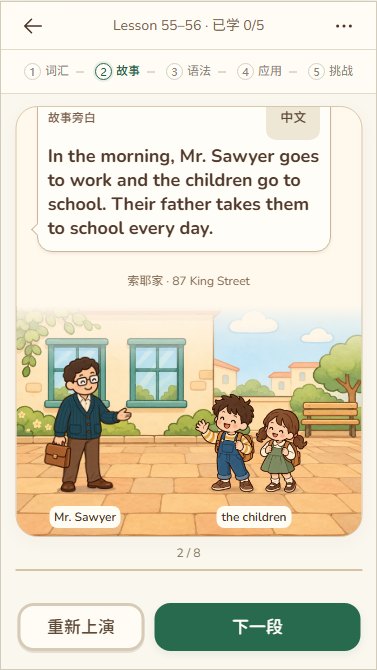 Lesson 55–56 · 已学 0/5
1 词汇 – 2 故事 – 3 语法 – 4 应用 – 5 挑战
故事旁白 中文
In the morning, Mr. Sawyer goes
to work and the children go to
school. Their father takes them
to school every day.
索耶家 · 87 King Street
Mr. Sawyer the children
2 / 8
重新上演 下一段